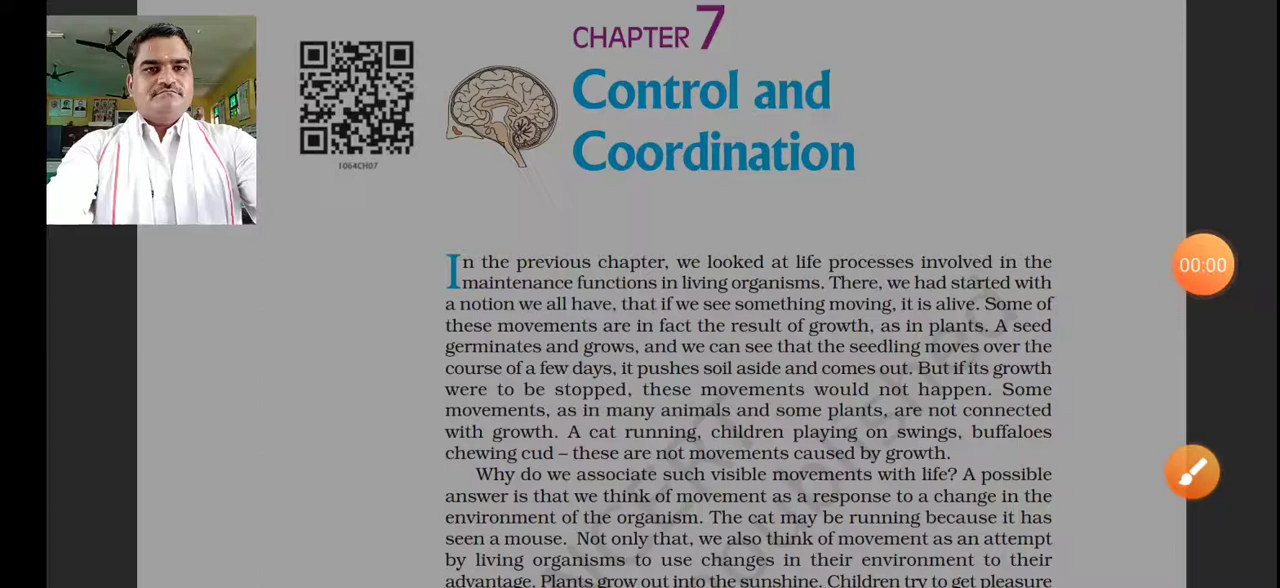 CHAPTER 7
Control and
Coordination
1064CH07
In the previous chapter, we looked at life processes involved in the
maintenance functions in living organisms. There, we had started with
a notion we all have, that if we see something moving, it is alive. Some of
these movements are in fact the result of growth, as in plants. A seed
germinates and grows, and we can see that the seedling moves over the
course of a few days, it pushes soil aside and comes out. But if its growth
were to be stopped, these movements would not happen. Some
movements, as in many animals and some plants, are not connected
with growth. A cat running, children playing on swings, buffaloes
chewing cud – these are not movements caused by growth.
Why do we associate such visible movements with life? A possible
answer is that we think of movement as a response to a change in the
environment of the organism. The cat may be running because it has
seen a mouse. Not only that, we also think of movement as an attempt
by living organisms to use changes in their environment to their
advantage. Plants grow out into the sunshine. Children try to get pleasure
00:00